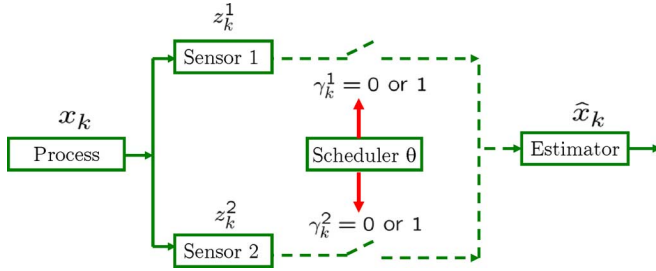 z_k^1
Sensor 1
γ_k^1 = 0 or 1
x_k
x̂_k
Process
Scheduler θ
Estimator
z_k^2
γ_k^2 = 0 or 1
Sensor 2